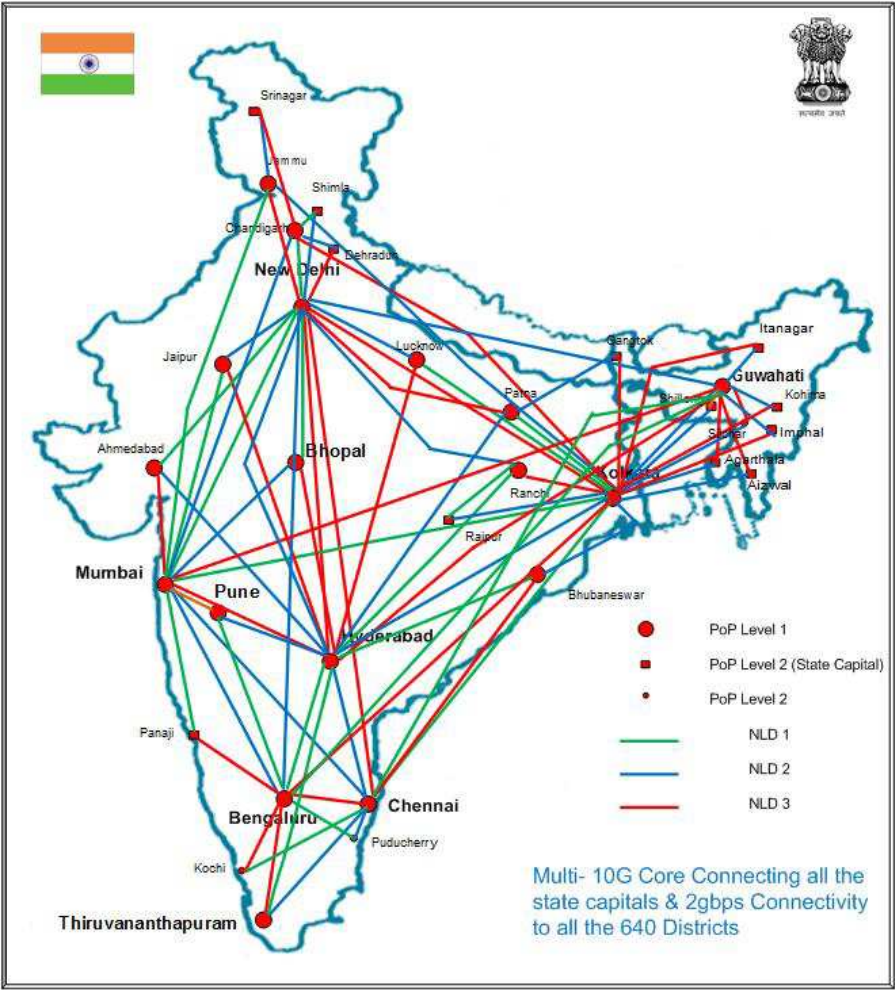 सत्यमेव जयते
Srinagar
Jammu
Shimla
Chandigarh
Dehradun
New Delhi
Itanagar
Gangtok
Lucknow
Jaipur
Guwahati
Patna
Kohima
Imphal
Ahmedabad
Bhopal
Agarthala
Kolkata
Aizwal
Ranchi
Raipur
Mumbai
Pune
Bhubaneswar
Hyderabad
PoP Level 1
PoP Level 2 (State Capital)
PoP Level 2
Panaji
NLD 1
NLD 2
NLD 3
Chennai
Bengaluru
Puducherry
Kochi
Multi- 10G Core Connecting all the
state capitals & 2gbps Connectivity
to all the 640 Districts
Thiruvananthapuram